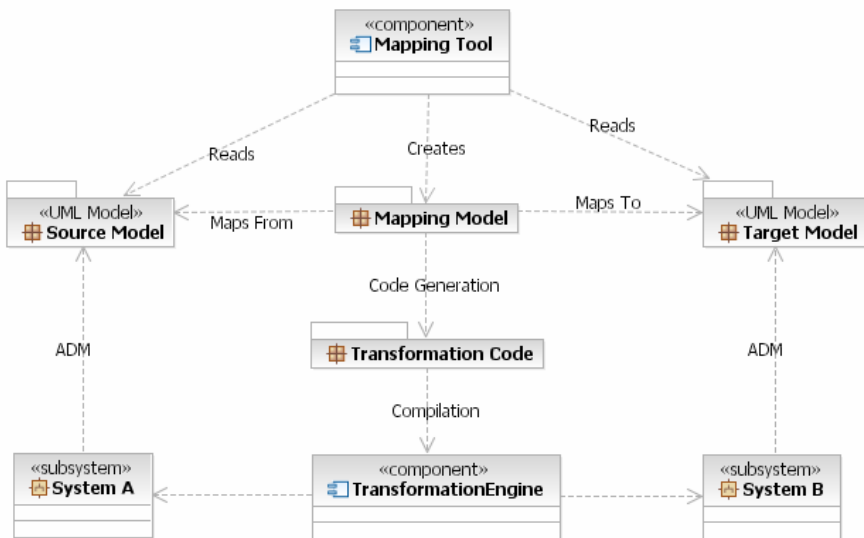 «component»
Mapping Tool
Reads
Creates
Reads
«UML Model»
Source Model
Maps From
Mapping Model
Maps To
«UML Model»
Target Model
Code Generation
ADM
Transformation Code
ADM
Compilation
«subsystem»
System A
«component»
TransformationEngine
«subsystem»
System B